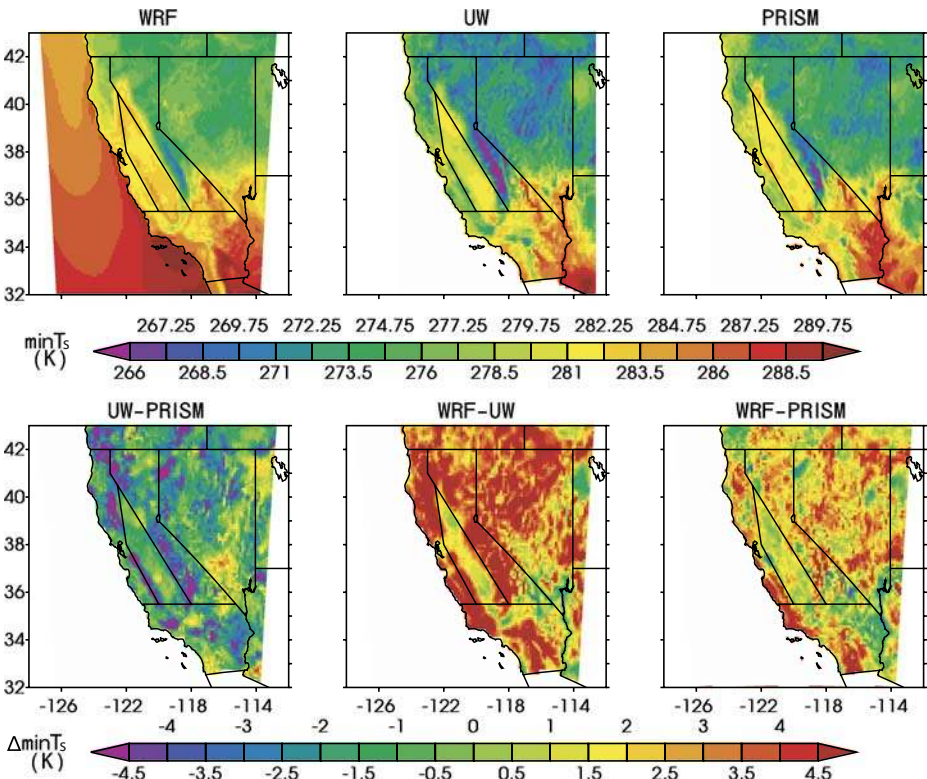 WRF UW PRISM
42
40
38
36
34
32
267.25 269.75 272.25 274.75 277.25 279.75 282.25 284.75 287.25 289.75
minTs
(K)
266 268.5 271 273.5 276 278.5 281 283.5 286 288.5
UW-PRISM WRF-UW WRF-PRISM
42
40
38
36
34
32
-126 -122 -118 -114 -126 -122 -118 -114 -126 -122 -118 -114
-4 -3 -2 -1 0 1 2 3 4
ΔminTs
(K)
-4.5 -3.5 -2.5 -1.5 -0.5 0.5 1.5 2.5 3.5 4.5